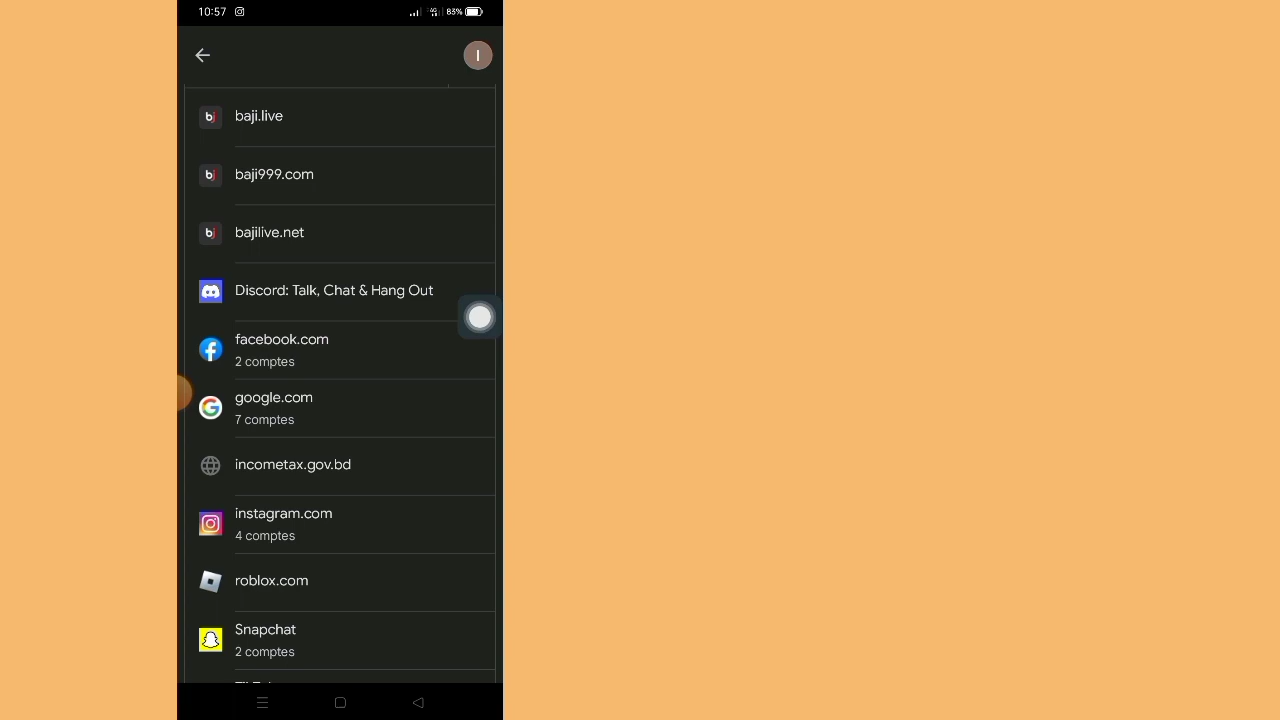 10:57 4G 83%
I
baji.live
baji999.com
bajilive.net
Discord: Talk, Chat & Hang Out
facebook.com
2 comptes
google.com
7 comptes
incometax.gov.bd
instagram.com
4 comptes
roblox.com
Snapchat
2 comptes